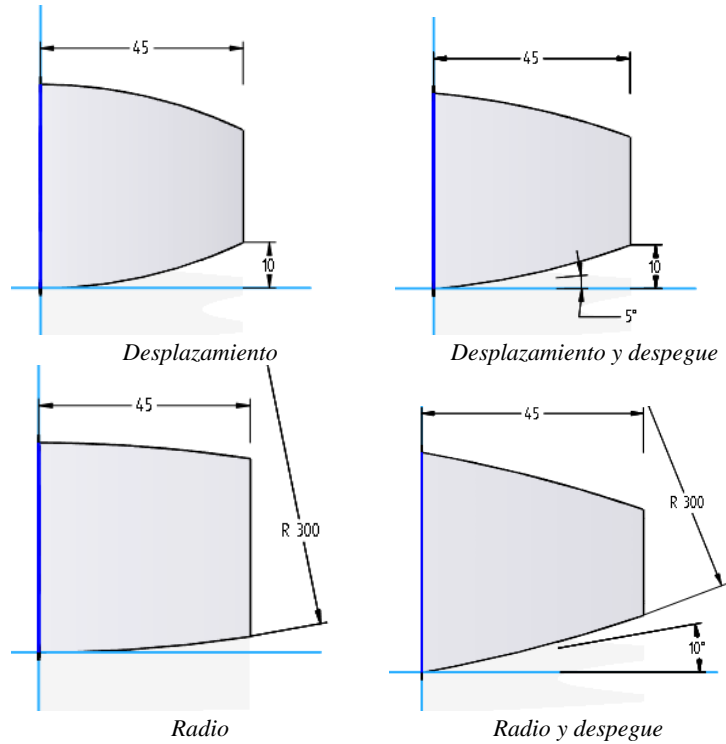 45
10
Desplazamiento
45
10
5°
Desplazamiento y despegue
45
R 300
Radio
45
R 300
10°
Radio y despegue